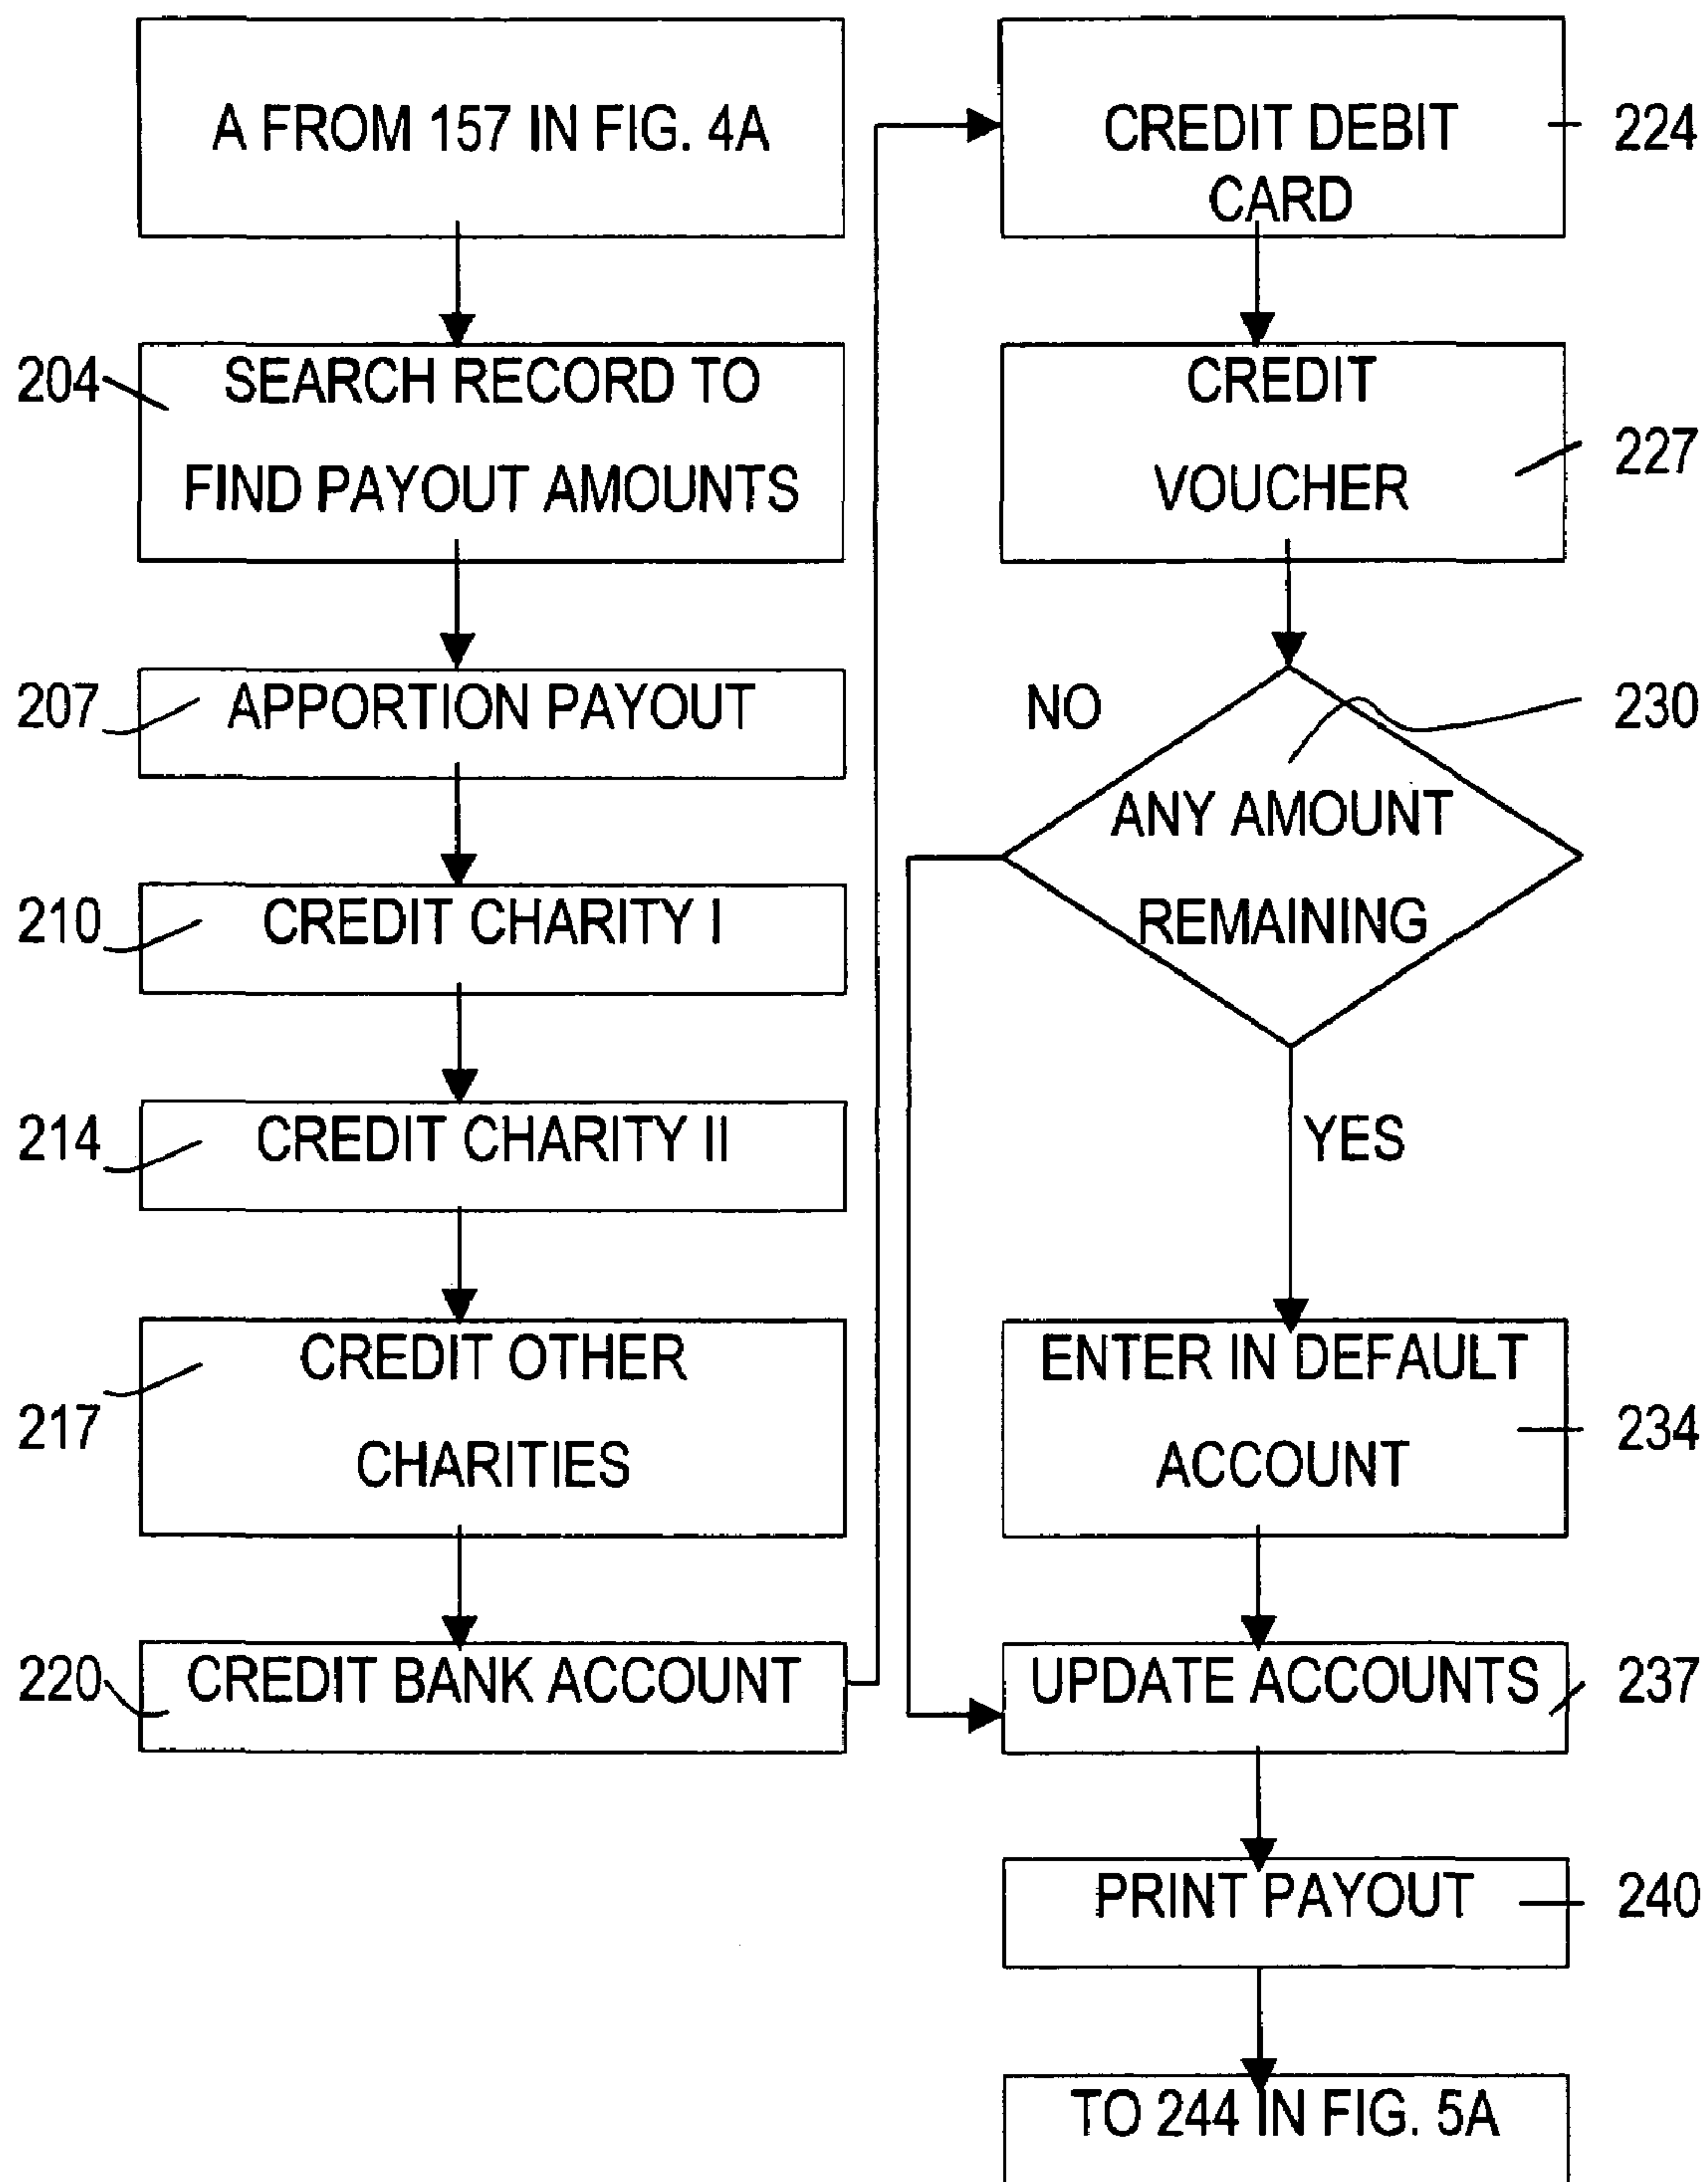 A FROM 157 IN FIG. 4A
204
SEARCH RECORD TO
FIND PAYOUT AMOUNTS
207
APPORTION PAYOUT
210
CREDIT CHARITY I
214
CREDIT CHARITY II
217
CREDIT OTHER
CHARITIES
220
CREDIT BANK ACCOUNT
CREDIT DEBIT
CARD
224
CREDIT
VOUCHER
227
NO
230
ANY AMOUNT
REMAINING
YES
ENTER IN DEFAULT
ACCOUNT
234
UPDATE ACCOUNTS
237
PRINT PAYOUT
240
TO 244 IN FIG. 5A